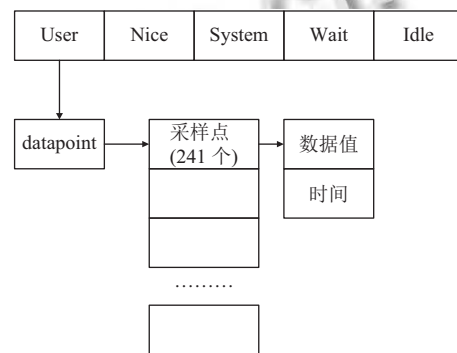 User Nice System Wait Idle
datapoint
采样点
(241 个)
数据值
时间
………